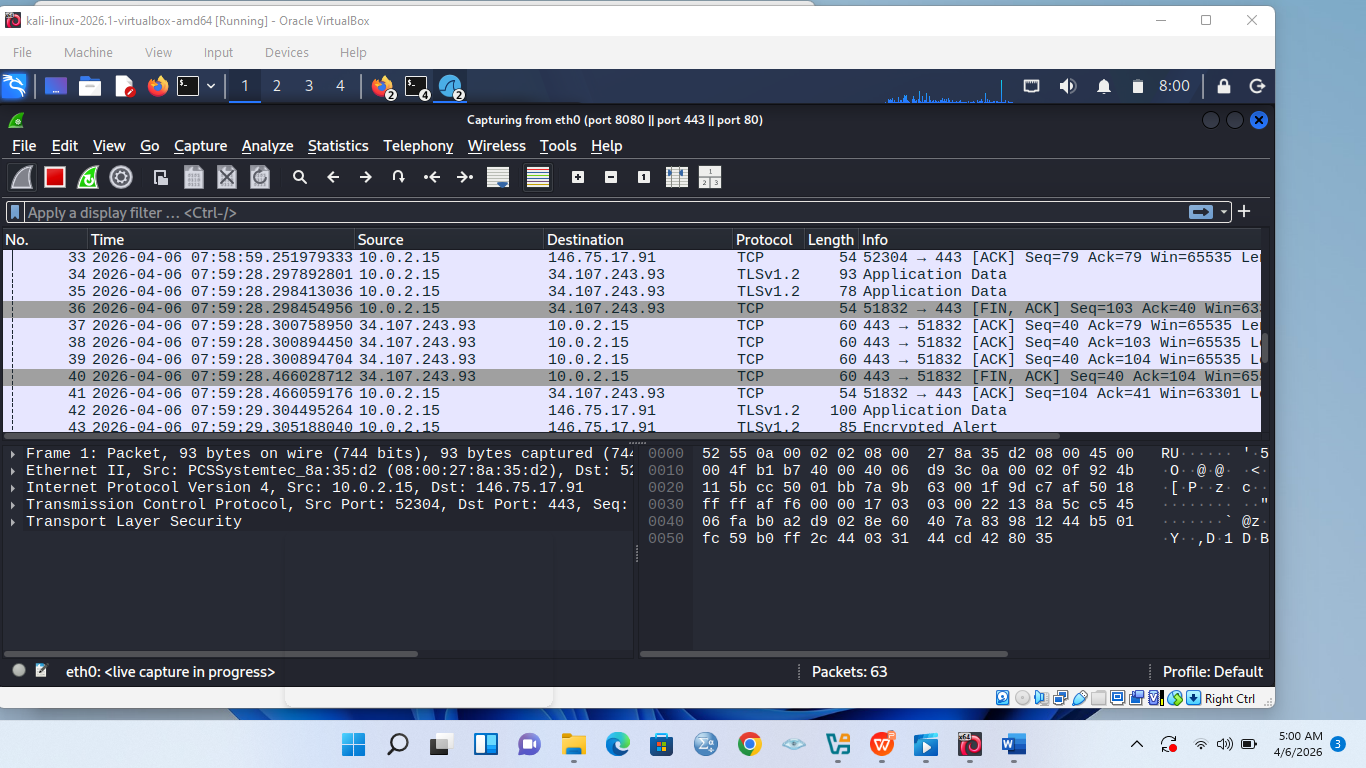 kali-linux-2026.1-virtualbox-amd64 [Running] - Oracle VirtualBox
File Machine View Input Devices Help
1 2 3 4 2 4 2 8:00
Capturing from eth0 (port 8080 || port 443 || port 80)
File Edit View Go Capture Analyze Statistics Telephony Wireless Tools Help
Apply a display filter … <Ctrl-/>
No. Time Source Destination Protocol Length Info
33 2026-04-06 07:58:59.251979333 10.0.2.15 146.75.17.91 TCP 54 52304 → 443 [ACK] Seq=79 Ack=79 Win=65535 Le
34 2026-04-06 07:59:28.297892801 10.0.2.15 34.107.243.93 TLSv1.2 93 Application Data
35 2026-04-06 07:59:28.298413036 10.0.2.15 34.107.243.93 TLSv1.2 78 Application Data
36 2026-04-06 07:59:28.298454956 10.0.2.15 34.107.243.93 TCP 54 51832 → 443 [FIN, ACK] Seq=103 Ack=40 Win=63
37 2026-04-06 07:59:28.300758950 34.107.243.93 10.0.2.15 TCP 60 443 → 51832 [ACK] Seq=40 Ack=79 Win=65535 Le
38 2026-04-06 07:59:28.300894450 34.107.243.93 10.0.2.15 TCP 60 443 → 51832 [ACK] Seq=40 Ack=103 Win=65535 L
39 2026-04-06 07:59:28.300894704 34.107.243.93 10.0.2.15 TCP 60 443 → 51832 [ACK] Seq=40 Ack=104 Win=65535 L
40 2026-04-06 07:59:28.466028712 34.107.243.93 10.0.2.15 TCP 60 443 → 51832 [FIN, ACK] Seq=40 Ack=104 Win=65
41 2026-04-06 07:59:28.466059176 10.0.2.15 34.107.243.93 TCP 54 51832 → 443 [ACK] Seq=104 Ack=41 Win=63301 L
42 2026-04-06 07:59:29.304495264 10.0.2.15 146.75.17.91 TLSv1.2 100 Application Data
43 2026-04-06 07:59:29.305188040 10.0.2.15 146.75.17.91 TLSv1.2 85 Encrypted Alert
Frame 1: Packet, 93 bytes on wire (744 bits), 93 bytes captured (744
Ethernet II, Src: PCSSystemtec_8a:35:d2 (08:00:27:8a:35:d2), Dst: 52
Internet Protocol Version 4, Src: 10.0.2.15, Dst: 146.75.17.91
Transmission Control Protocol, Src Port: 52304, Dst Port: 443, Seq:
Transport Layer Security
0000 52 55 0a 00 02 02 08 00 27 8a 35 d2 08 00 45 00 RU······ '·5
0010 00 4f b1 b7 40 00 40 06 d9 3c 0a 00 02 0f 92 4b ·O··@·@· ·<
0020 11 5b cc 50 01 bb 7a 9b 63 00 1f 9d c7 af 50 18 ·[·P··z· c···
0030 ff ff af f6 00 00 17 03 03 00 22 13 8a 5c c5 45 ········ ··"
0040 06 fa b0 a2 d9 02 8e 60 40 7a 83 98 12 44 b5 01 ·······` @z·
0050 fc 59 b0 ff 2c 44 03 31 44 cd 42 80 35 ·Y··,D·1 D·B
eth0: <live capture in progress> Packets: 63 Profile: Default
Right Ctrl
5:00 AM
4/6/2026
3